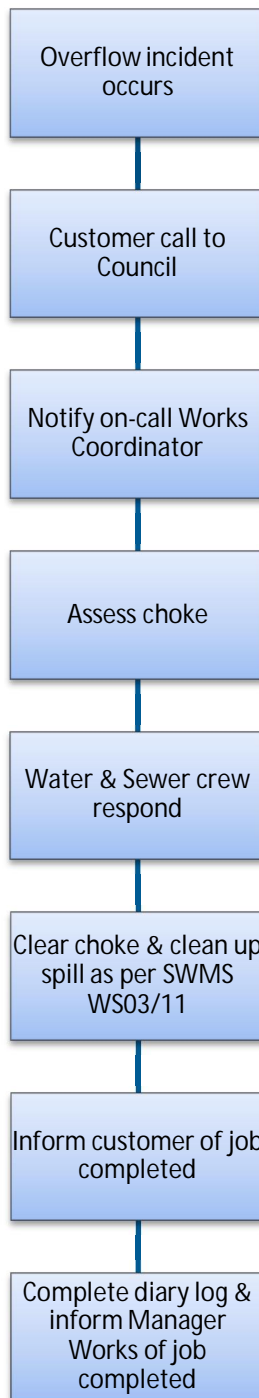 Overflow incident
occurs
Customer call to
Council
Notify on-call Works
Coordinator
Assess choke
Water & Sewer crew
respond
Clear choke & clean up
spill as per SWMS
WS03/11
Inform customer of job
completed
Complete diary log &
inform Manager
Works of job
completed